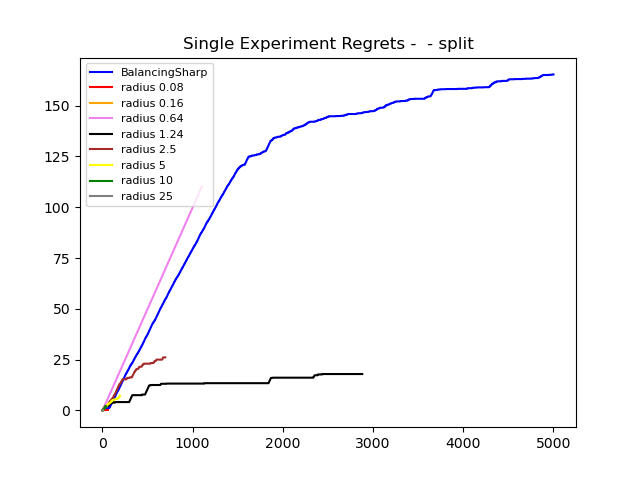 Single Experiment Regrets -  - split
BalancingSharp
radius 0.08
radius 0.16
radius 0.64
radius 1.24
radius 2.5
radius 5
radius 10
radius 25
150
125
100
75
50
25
0
0 1000 2000 3000 4000 5000